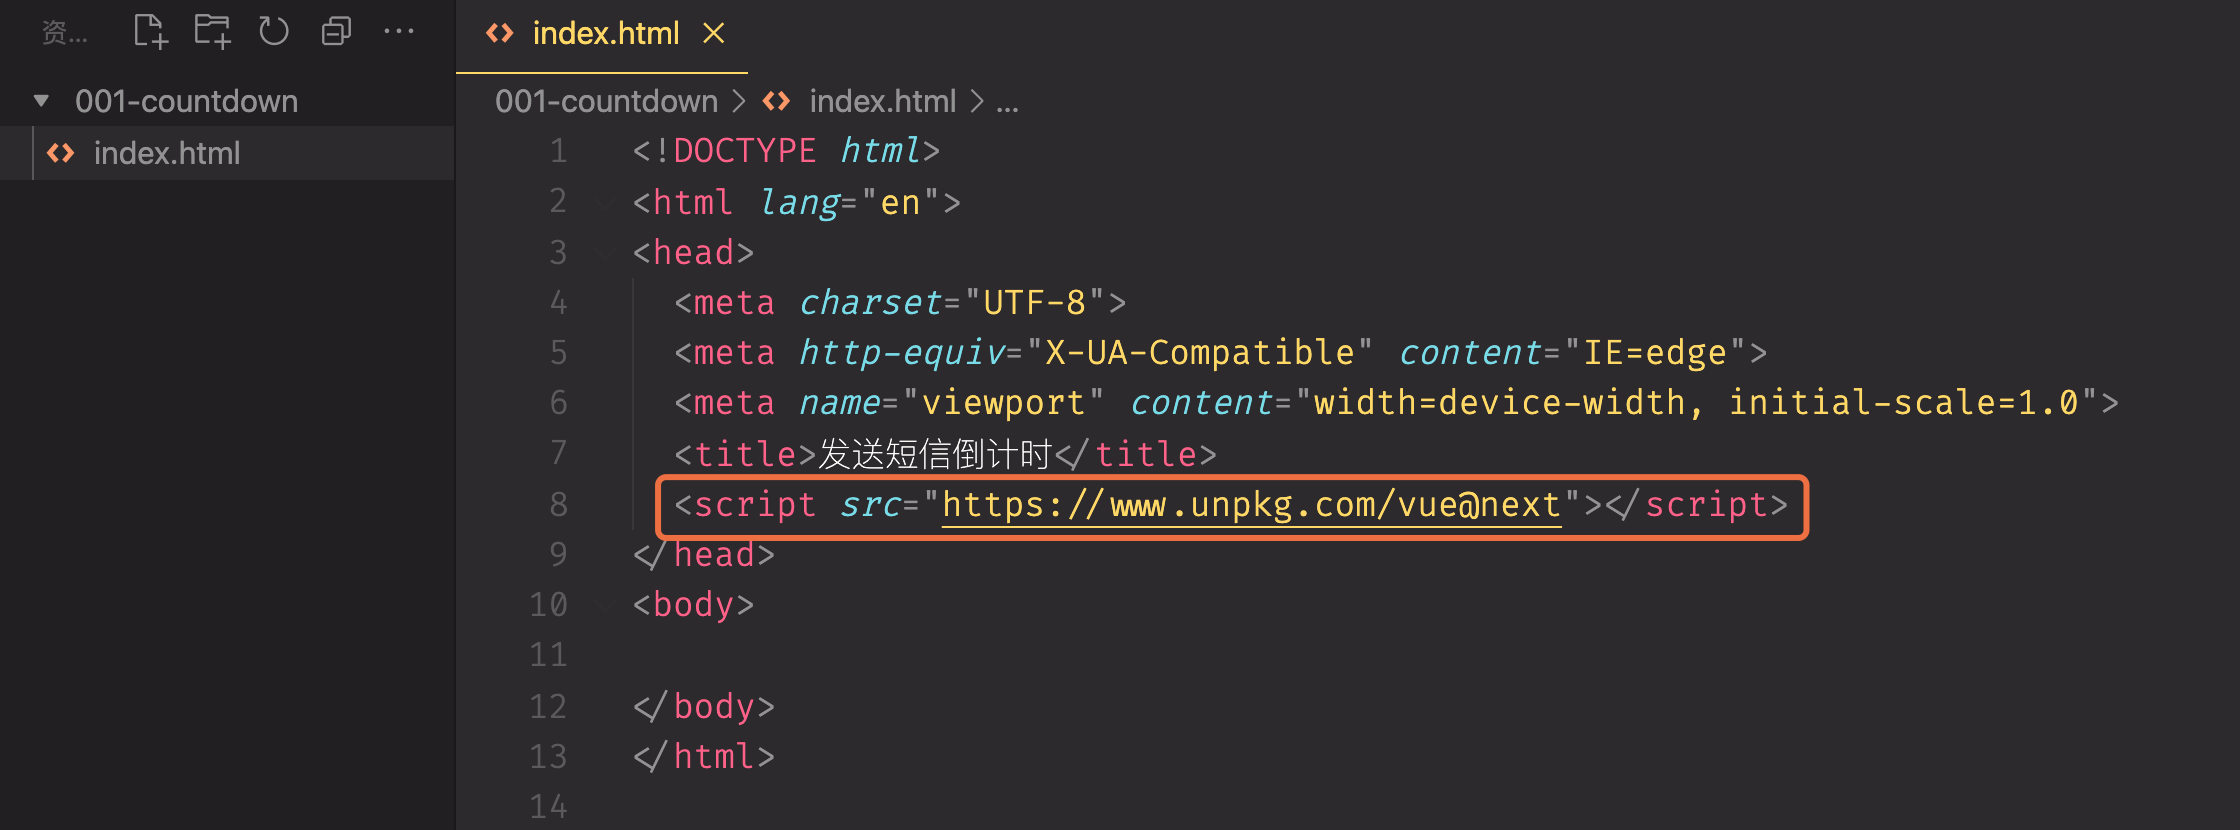 资...
001-countdown
index.html
index.html
001-countdown > index.html > ...
1 <!DOCTYPE html>
2 <html lang="en">
3 <head>
4 <meta charset="UTF-8">
5 <meta http-equiv="X-UA-Compatible" content="IE=edge">
6 <meta name="viewport" content="width=device-width, initial-scale=1.0">
7 <title>发送短信倒计时</title>
8 <script src="https://www.unpkg.com/vue@next"></script>
9 </head>
10 <body>
11
12 </body>
13 </html>
14